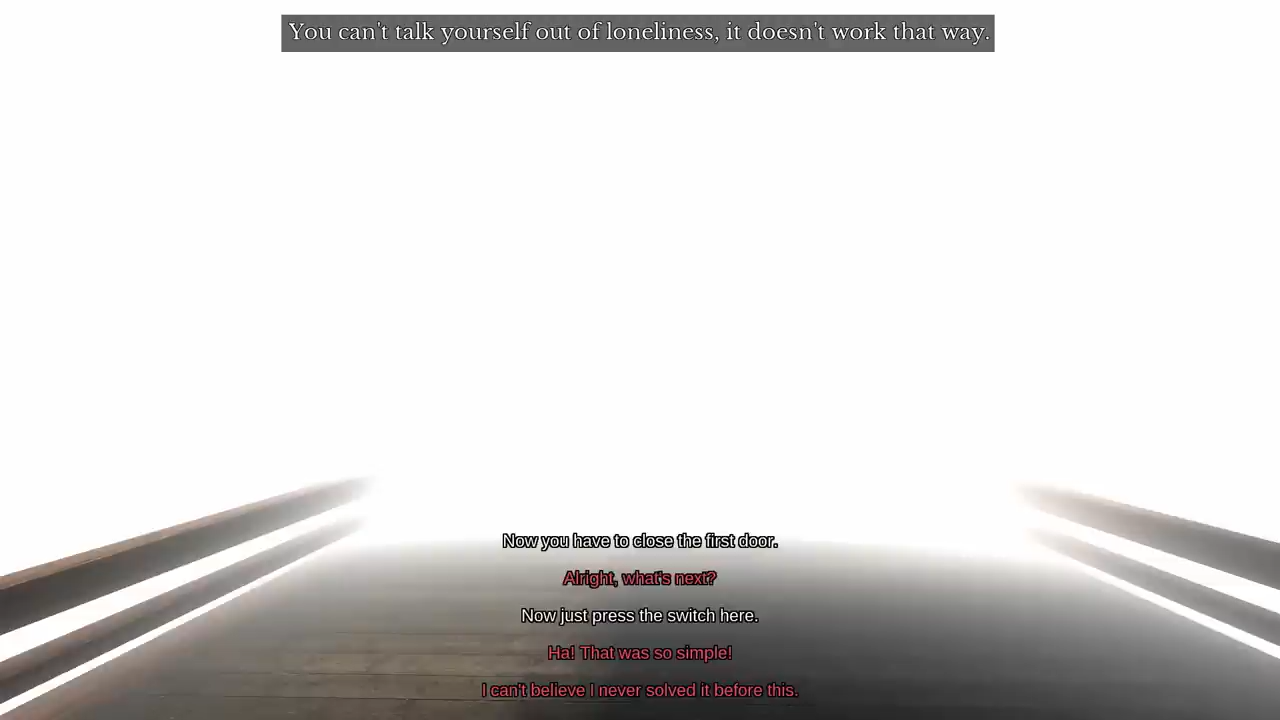 You can't talk yourself out of loneliness, it doesn't work that way.
Now you have to close the first door.
Alright, what's next?
Now just press the switch here.
Ha! That was so simple!
I can't believe I never solved it before this.